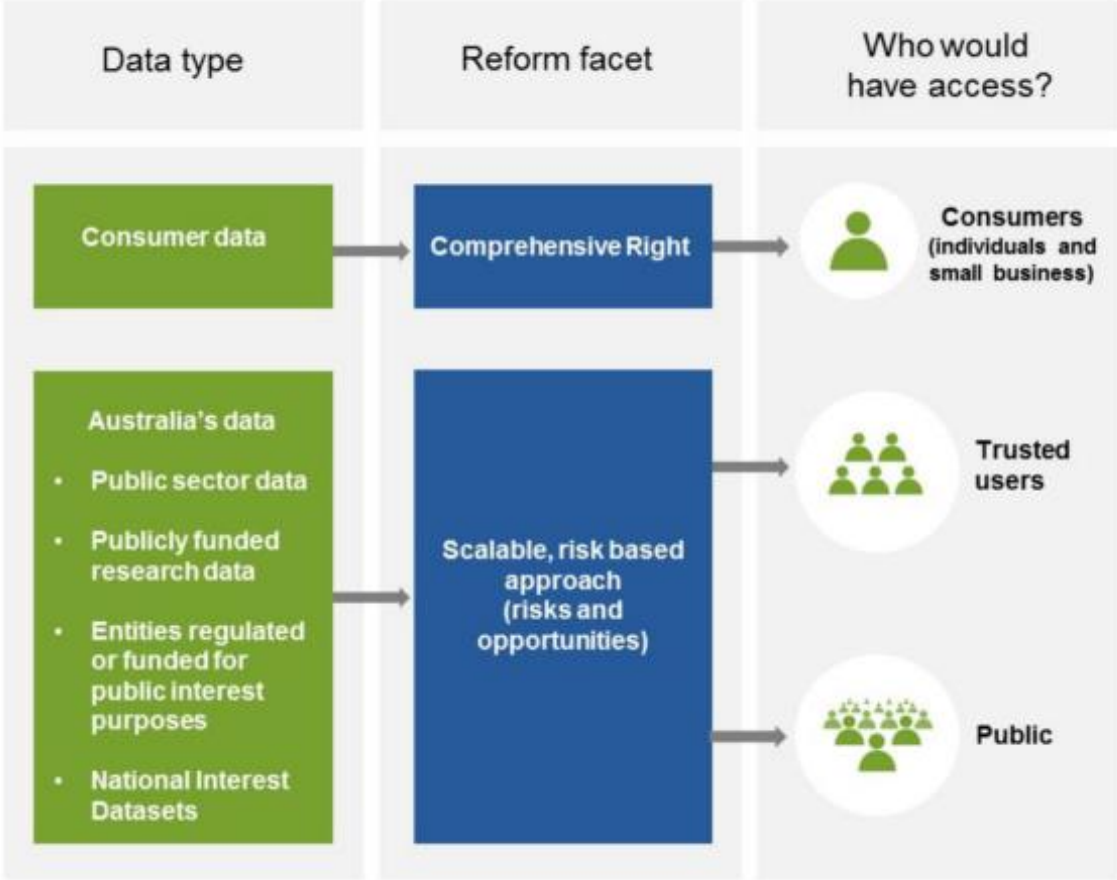 Data type
Reform facet
Who would
have access?
Consumer data
Comprehensive Right
Consumers
(individuals and
small business)
Australia's data
• Public sector data
• Publicly funded
research data
• Entities regulated
or funded for
public interest
purposes
• National Interest
Datasets
Scalable, risk based
approach
(risks and
opportunities)
Trusted
users
Public